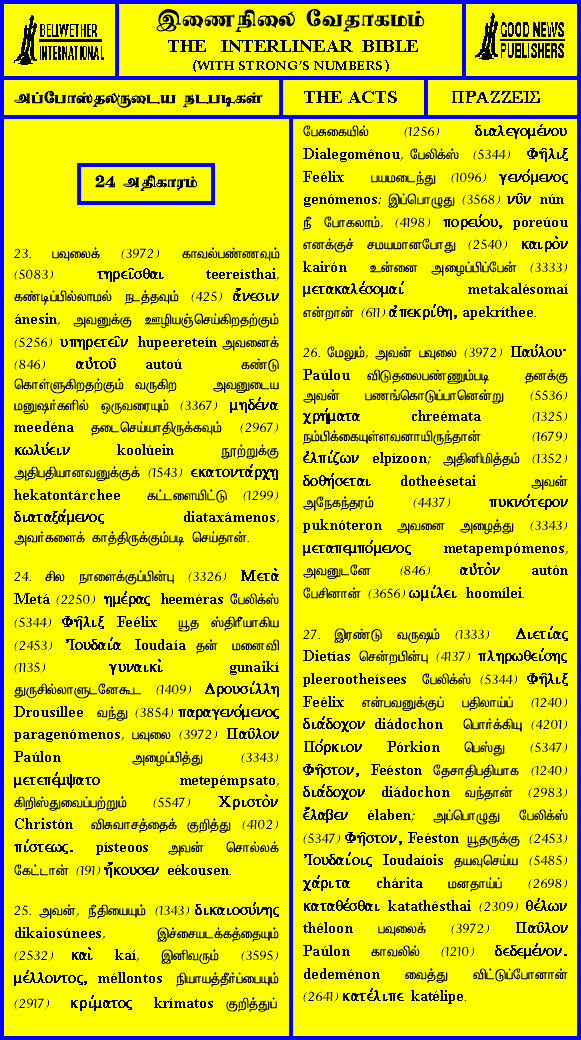 BELLWETHER
INTERNATIONAL
இணைநிலை வேதாகமம்
THE INTERLINEAR BIBLE
(WITH STRONG'S NUMBERS)
GOOD NEWS
PUBLISHERS
அப்போஸ்தலருடைய நடபடிகள்
THE ACTS
ΠΡΑΖΖΕΙΣ
24 அதிகாரம்
23. பவுலைக் (3972) காவல்பண்ணவும்
(5083) τηρεῖσθαι teereísthai,
கண்டிப்பில்லாமல் நடத்தவும் (425) ἄνεσιν
ánesin, அவனுக்கு ஊழியஞ்செய்கிறதற்கும்
(5256) υπηρετεῖν hupeereteín அவனைக்
(846) αὐτοῦ autoú கண்டு
கொள்ளுகிறதற்கும் வருகிற அவனுடைய
மனுஷர்களில் ஒருவரையும் (3367) μηδένα
meedéna தடைசெய்யாதிருக்கவும் (2967)
κωλύειν koolúein நூற்றுக்கு
அதிபதியானவனுக்குக் (1543) εκατοντάρχῃ
hekatontárchee கட்டளையிட்டு (1299)
διαταξάμενος diataxámenos,
அவர்களைக் காத்திருக்கும்படி செய்தான்.
24. சில நாளைக்குப்பின்பு (3326) Μετὰ
Metá (2250) ημέρας heeméras பேலிக்ஸ்
(5344) Φῆλιξ Feélix யூத ஸ்திரீயாகிய
(2453) Ἰουδαία Ioudaía தன் மனைவி
(1135) γυναικὶ gunaikí
துருசில்லாளுடனேகூட (1409) Δρουσίλλη
Drousíllee வந்து (3854) παραγενόμενος
paragenómenos, பவுலை (3972) Παῦλον
Paúlon அழைப்பித்து (3343)
μετεπέμψατο metepémpsato,
கிறிஸ்துவைப்பற்றும் (5547) Χριστὸν
Christón விசுவாசத்தைக் குறித்து (4102)
πίστεως. písteoos அவன் சொல்லக்
கேட்டான் (191) ἤκουσεν eékousen.
25. அவன், நீதியையும் (1343) δικαιοσύνης
dikaiosúnees, இச்சையடக்கத்தையும்
(2532) καὶ kaí, இனிவரும் (3595)
μέλλοντος, méllontos நியாயத்தீர்ப்பையும்
(2917) κρίματος krímatos குறித்துப்
பேசுகையில் (1256) διαλεγομένου
Dialegoménou, பேலிக்ஸ் (5344) Φῆλιξ
Feélix பயமடைந்து (1096) γενόμενος
genómenos: இப்பொழுது (3568) νῦν nún
நீ போகலாம், (4198) πορεύου, poreúou
எனக்குச் சமயமானபோது (2540) καιρὸν
kairón உன்னை அழைப்பிப்பேன் (3333)
μετακαλέσομαί metakalésomaí
என்றான் (611) ἀπεκρίθη, apekríthee.
26. மேலும், அவன் பவுலை (3972) Παύλου·
Paúlou விடுதலைபண்ணும்படி தனக்கு
அவன் பணங்கொடுப்பானென்று (5536)
χρήματα chreémata (1325)
நம்பிக்கையுள்ளவனாயிருந்தான் (1679)
ἐλπίζων elpízoon; அதினிமித்தம் (1352)
δοθήσεται dotheésetai அவன்
அநேகந்தரம் (4437) πυκνότερον
puknóteron அவனை அழைத்து (3343)
μεταπεμπόμενος metapempómenos,
அவனுடனே (846) αὐτὸν autón
பேசினான் (3656) ωμίλει hoomílei.
27. இரண்டு வருஷம் (1333) Διετίας
Dietías சென்றபின்பு (4137) πληρωθείσης
pleerootheísees பேலிக்ஸ் (5344) Φῆλιξ
Feélix என்பவனுக்குப் பதிலாய்ப் (1240)
διάδοχον diádochon பொர்க்கியு (4201)
Πόρκιον Pórkion பெஸ்து (5347)
Φῆστον, Feéston தேசாதிபதியாக (1240)
διάδοχον diádochon வந்தான் (2983)
ἔλαβεν élaben; அப்பொழுது பேலிக்ஸ்
(5347) Φῆστον, Feéston யூதருக்கு (2453)
Ἰουδαίοις Ioudaíois தயவுசெய்ய (5485)
χάριτα chárita மனதாய்ப் (2698)
καταθέσθαι katathésthai (2309) θέλων
théloon பவுலைக் (3972) Παῦλον
Paúlon காவலில் (1210) δεδεμένον.
dedeménon வைத்து விட்டுப்போனான்
(2641) κατέλιπε katélipe.